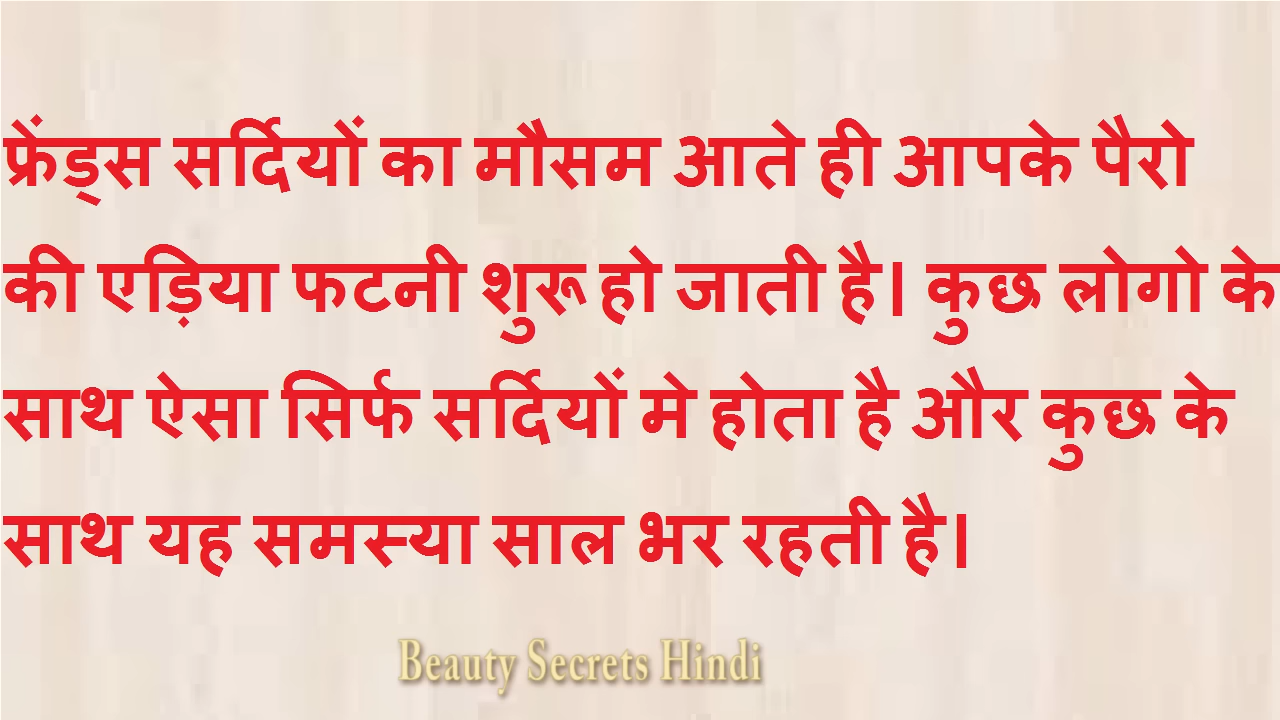 फ्रेंड्स सर्दियों का मौसम आते ही आपके पैरो
की एड़िया फटनी शुरू हो जाती है। कुछ लोगो के
साथ ऐसा सिर्फ सर्दियों मे होता है और कुछ के
साथ यह समस्या साल भर रहती है।
Beauty Secrets Hindi